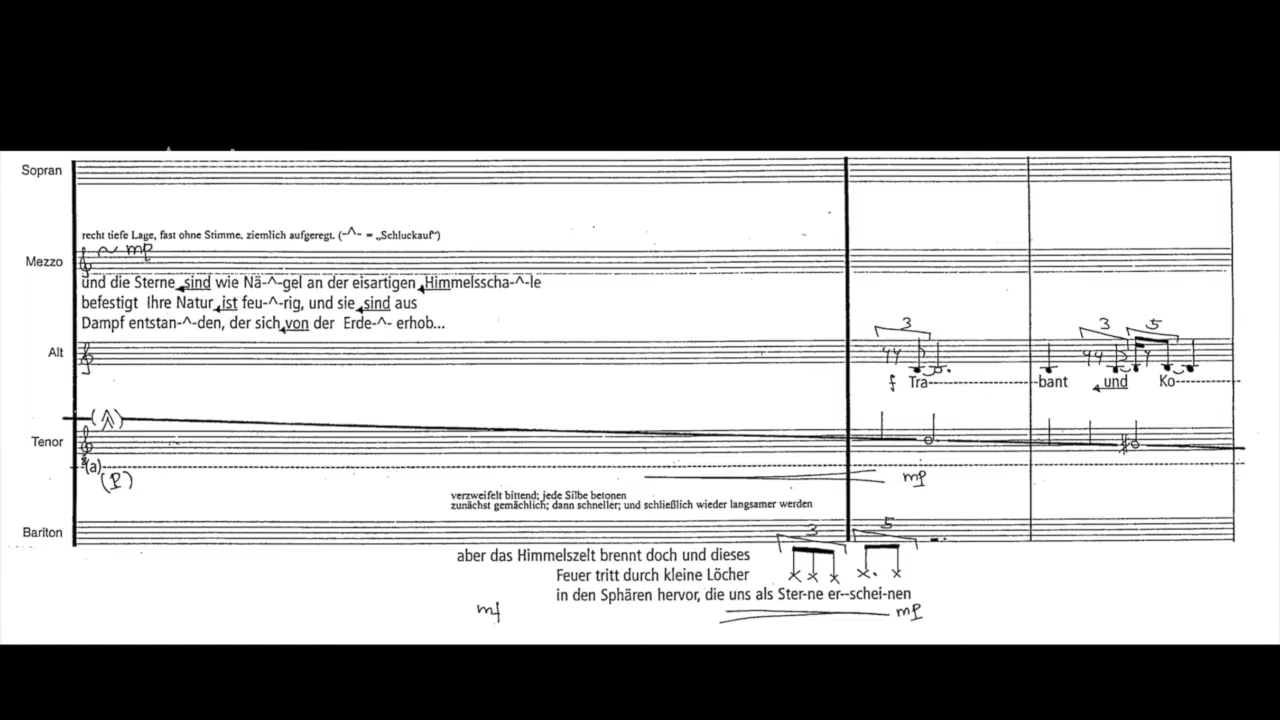 Sopran
recht tiefe Lage, fast ohne Stimme, ziemlich aufgeregt. (-^- = „Schluckauf“)
mp
Mezzo
und die Sterne sind wie Nä-^-gel an der eisartigen Himmelsscha-^-le
befestigt Ihre Natur ist feu-^-rig, und sie sind aus
Dampf entstan-^-den, der sich von der Erde-^- erhob...
3 3 5
Alt
f Tra- -bant und Ko-
Tenor
(a)
(p)
mp
verzweifelt bittend; jede Silbe betonen
zunächst gemächlich; dann schneller; und schließlich wieder langsamer werden
Bariton
3 5
aber das Himmelszelt brennt doch und dieses
Feuer tritt durch kleine Löcher
in den Sphären hervor, die uns als Ster-ne er--schei-nen
mf mp